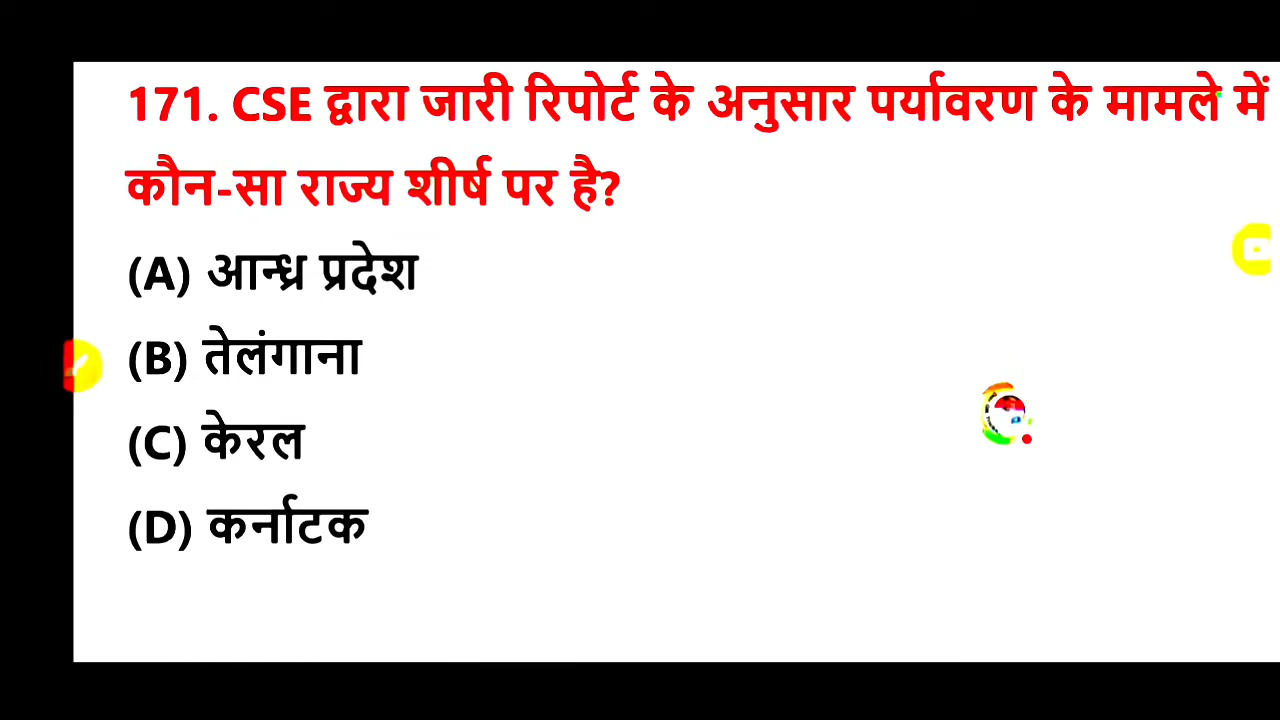 171. CSE द्वारा जारी रिपोर्ट के अनुसार पर्यावरण के मामले में
कौन-सा राज्य शीर्ष पर है?
(A) आन्ध्र प्रदेश
(B) तेलंगाना
(C) केरल
(D) कर्नाटक